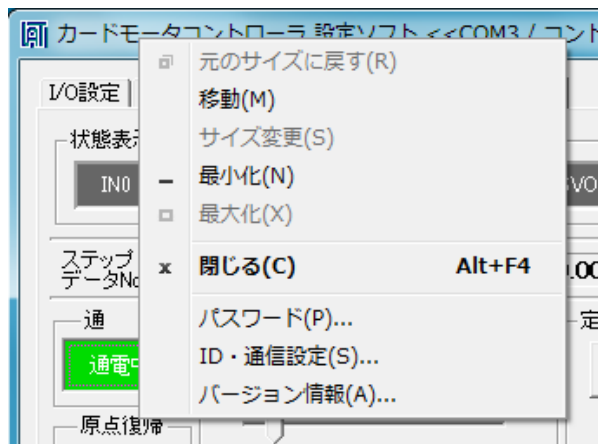 カードモータコントローラ 設定ソフト <<COM3 / コント
元のサイズに戻す(R)
I/O設定
移動(M)
状態表示
サイズ変更(S)
IN0
最小化(N)
SVO
最大化(X)
ステップ
データNo
閉じる(C) Alt+F4
.00
通
パスワード(P)...
定
通電中
ID・通信設定(S)...
バージョン情報(A)...
原点復帰